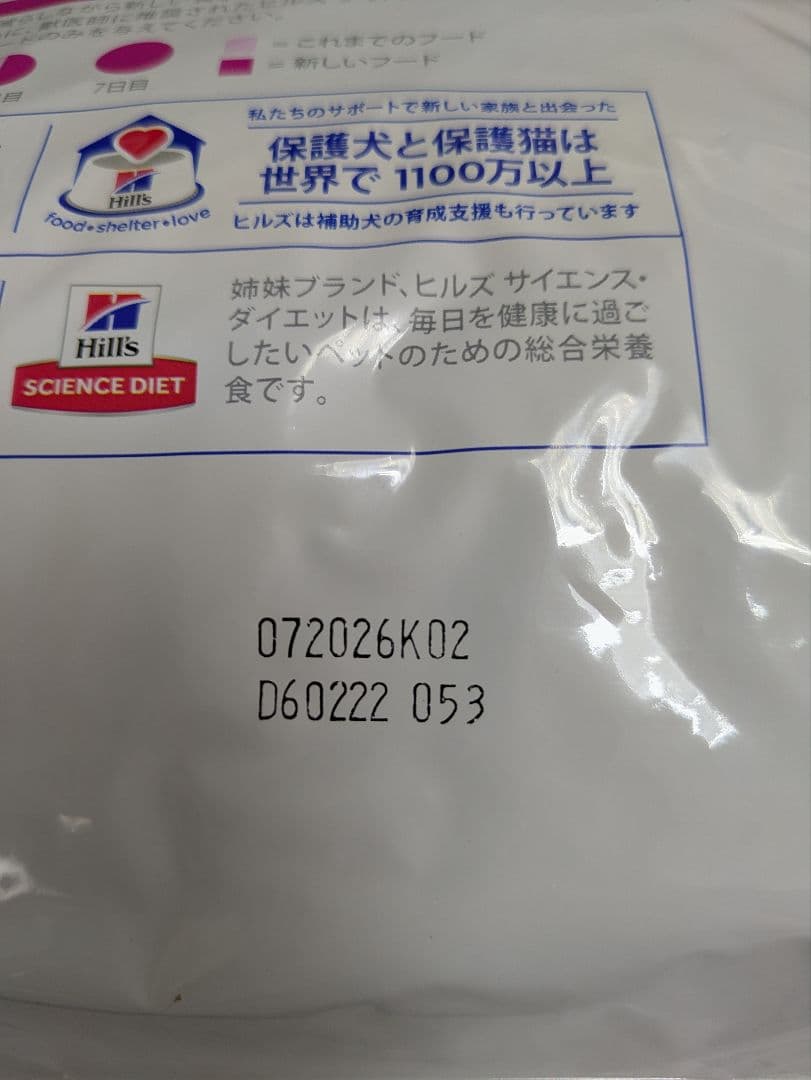 = これまでのフード
= 新しいフード
7日目
私たちのサポートで新しい家族と出会った
保護犬と保護猫は
世界で 1100万以上
ヒルズは補助犬の育成支援も行っています
Hill's
food•shelter•love
姉妹ブランド、ヒルズ サイエンス・
ダイエットは、毎日を健康に過ご
したいペットのための総合栄養
食です。
Hill's
SCIENCE DIET
072026K02
D60222 053